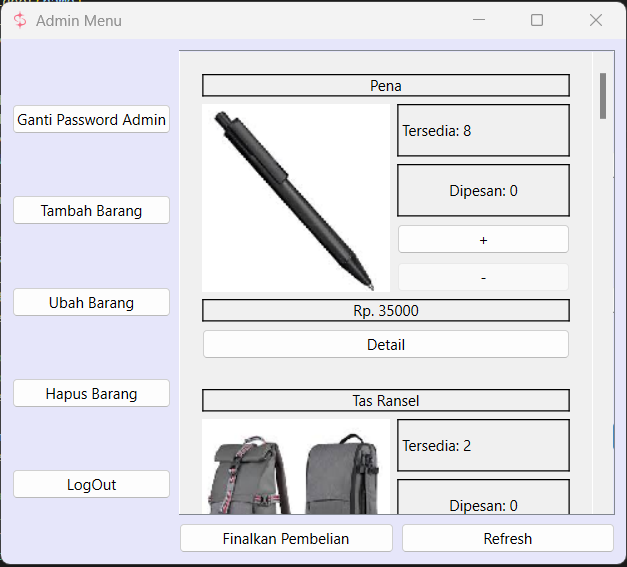 Admin Menu
Ganti Password Admin
Tambah Barang
Ubah Barang
Hapus Barang
LogOut
Pena
Tersedia: 8
Dipesan: 0
+
-
Rp. 35000
Detail
Tas Ransel
Tersedia: 2
Dipesan: 0
Finalkan Pembelian
Refresh